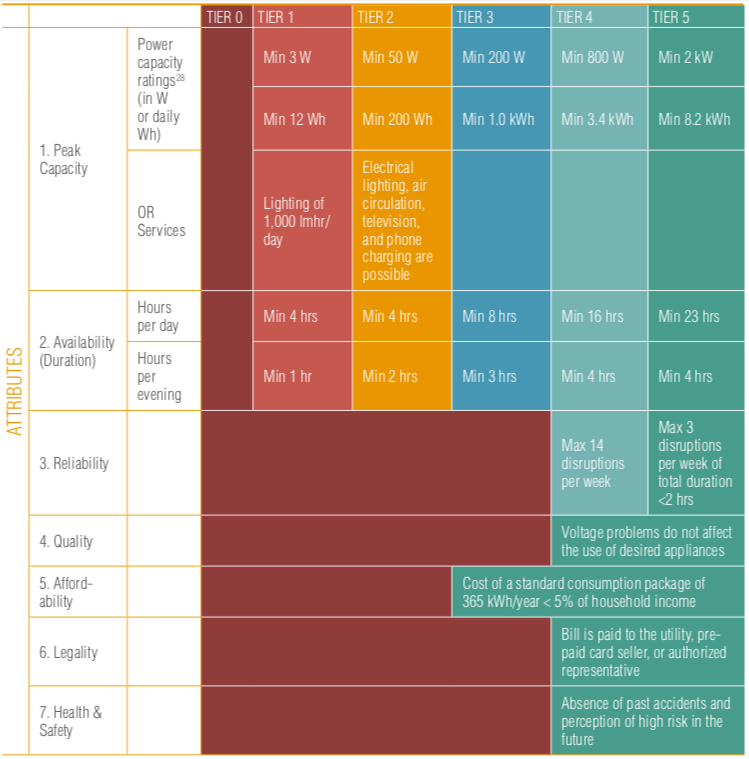 TIER 0 TIER 1 TIER 2 TIER 3 TIER 4 TIER 5
ATTRIBUTES
1. Peak
Capacity
Power
capacity
ratings28
(in W
or daily
Wh)
Min 3 W Min 50 W Min 200 W Min 800 W Min 2 kW
Min 12 Wh Min 200 Wh Min 1.0 kWh Min 3.4 kWh Min 8.2 kWh
OR
Services
Lighting of
1,000 lmhr/
day
Electrical
lighting, air
circulation,
television,
and phone
charging are
possible
2. Availability
(Duration)
Hours
per day
Min 4 hrs Min 4 hrs Min 8 hrs Min 16 hrs Min 23 hrs
Hours
per
evening
Min 1 hr Min 2 hrs Min 3 hrs Min 4 hrs Min 4 hrs
3. Reliability
Max 14
disruptions
per week
Max 3
disruptions
per week of
total duration
<2 hrs
4. Quality
Voltage problems do not affect
the use of desired appliances
5. Afford-
ability
Cost of a standard consumption package of
365 kWh/year < 5% of household income
6. Legality
Bill is paid to the utility, pre-
paid card seller, or authorized
representative
7. Health &
Safety
Absence of past accidents and
perception of high risk in the
future